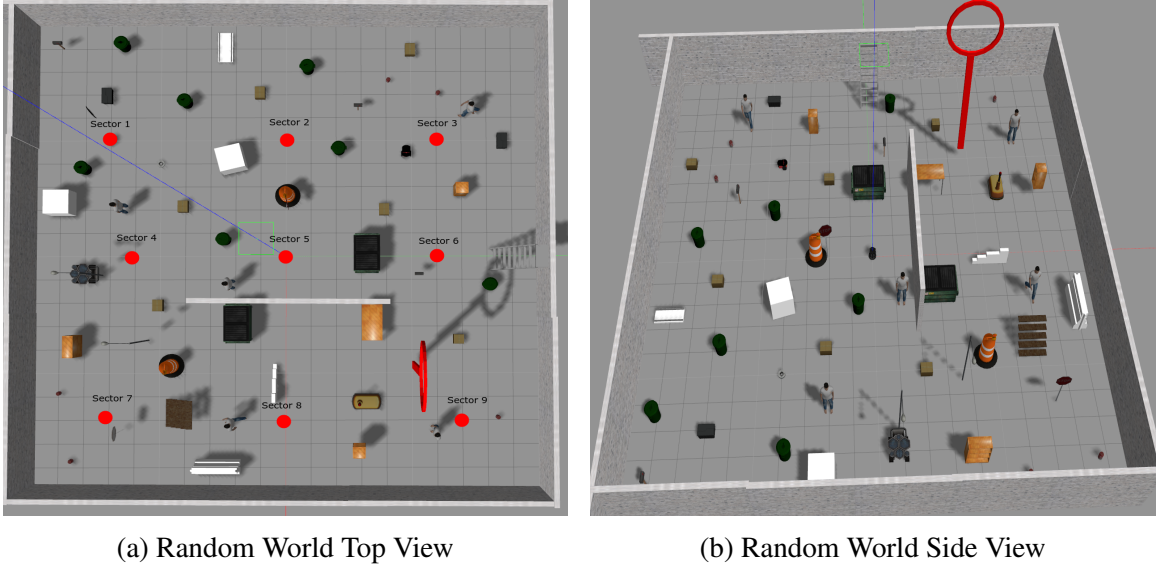 Sector 1
Sector 2
Sector 3
Sector 4
Sector 5
Sector 6
Sector 7
Sector 8
Sector 9
(a) Random World Top View
(b) Random World Side View